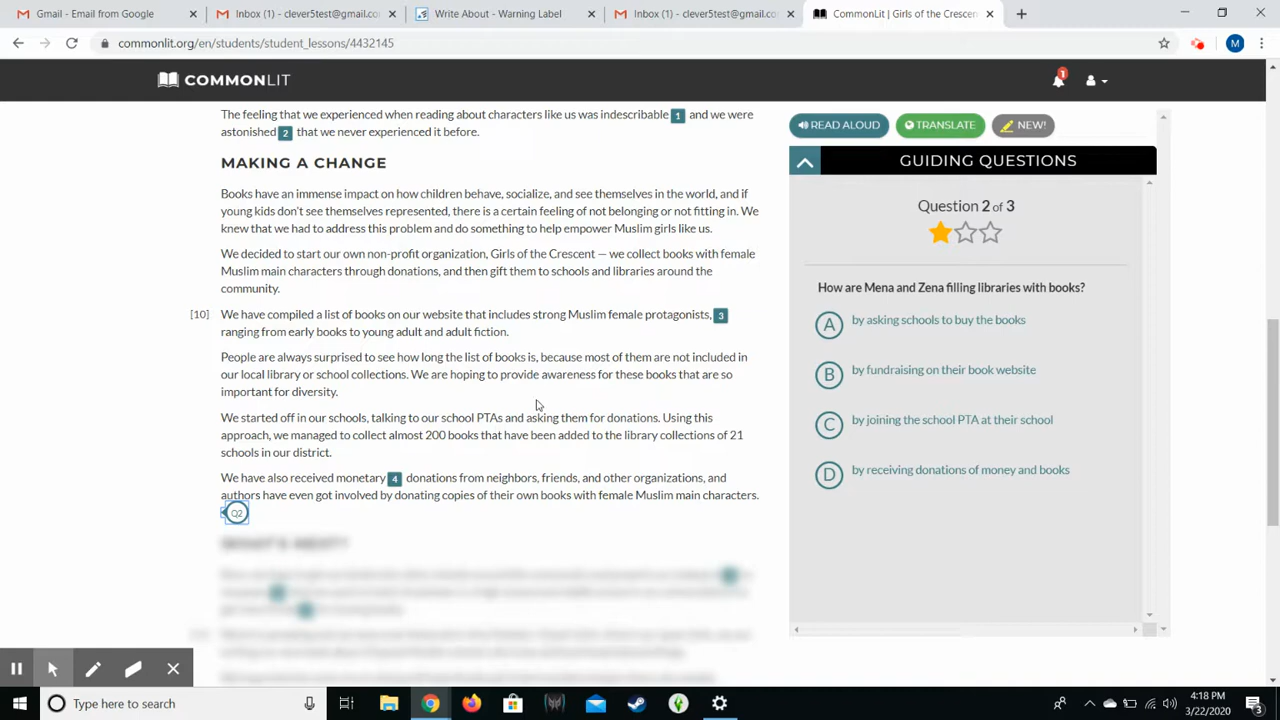 Gmail - Email from Google
Inbox (1) - clever5test@gmail.co
Write About - Warning Label
Inbox (1) - clever5test@gmail.co
CommonLit | Girls of the Crescen
commonlit.org/en/students/student_lessons/4432145
M
COMMONLIT
1
The feeling that we experienced when reading about characters like us was indescribable 1 and we were
astonished 2 that we never experienced it before.
MAKING A CHANGE
Books have an immense impact on how children behave, socialize, and see themselves in the world, and if
young kids don't see themselves represented, there is a certain feeling of not belonging or not fitting in. We
knew that we had to address this problem and do something to help empower Muslim girls like us.
We decided to start our own non-profit organization, Girls of the Crescent — we collect books with female
Muslim main characters through donations, and then gift them to schools and libraries around the
community.
[10] We have compiled a list of books on our website that includes strong Muslim female protagonists, 3
ranging from early books to young adult and adult fiction.
People are always surprised to see how long the list of books is, because most of them are not included in
our local library or school collections. We are hoping to provide awareness for these books that are so
important for diversity.
We started off in our schools, talking to our school PTAs and asking them for donations. Using this
approach, we managed to collect almost 200 books that have been added to the library collections of 21
schools in our district.
We have also received monetary 4 donations from neighbors, friends, and other organizations, and
authors have even got involved by donating copies of their own books with female Muslim main characters.
Q2
WHAT'S NEXT?
READ ALOUD
TRANSLATE
NEW!
GUIDING QUESTIONS
Question 2 of 3
How are Mena and Zena filling libraries with books?
A by asking schools to buy the books
B by fundraising on their book website
C by joining the school PTA at their school
D by receiving donations of money and books
Type here to search
4:18 PM
3/22/2020
3